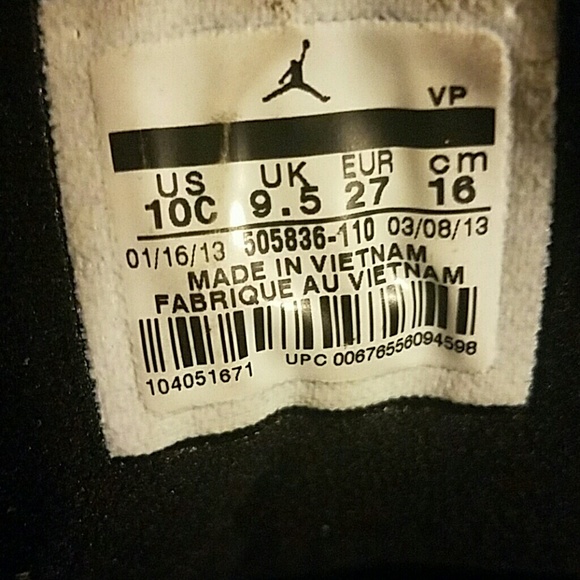 VP
US UK EUR cm
10C 9.5 27 16
01/16/13 505836-110 03/08/13
MADE IN VIETNAM
FABRIQUE AU VIETNAM
104051671 UPC 00676556094598